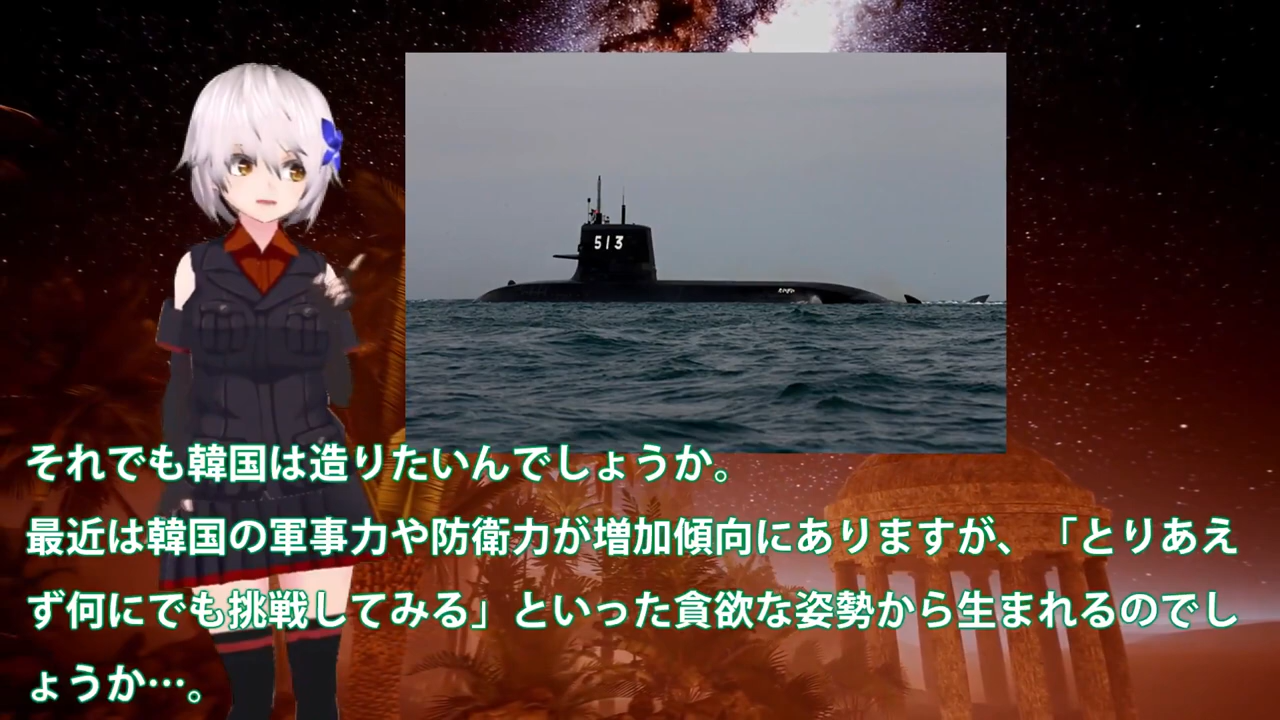 513
それでも韓国は造りたいんでしょうか。
最近は韓国の軍事力や防衛力が増加傾向にありますが、「とりあえ
ず何にでも挑戦してみる」といった貪欲な姿勢から生まれるのでし
ょうか…。